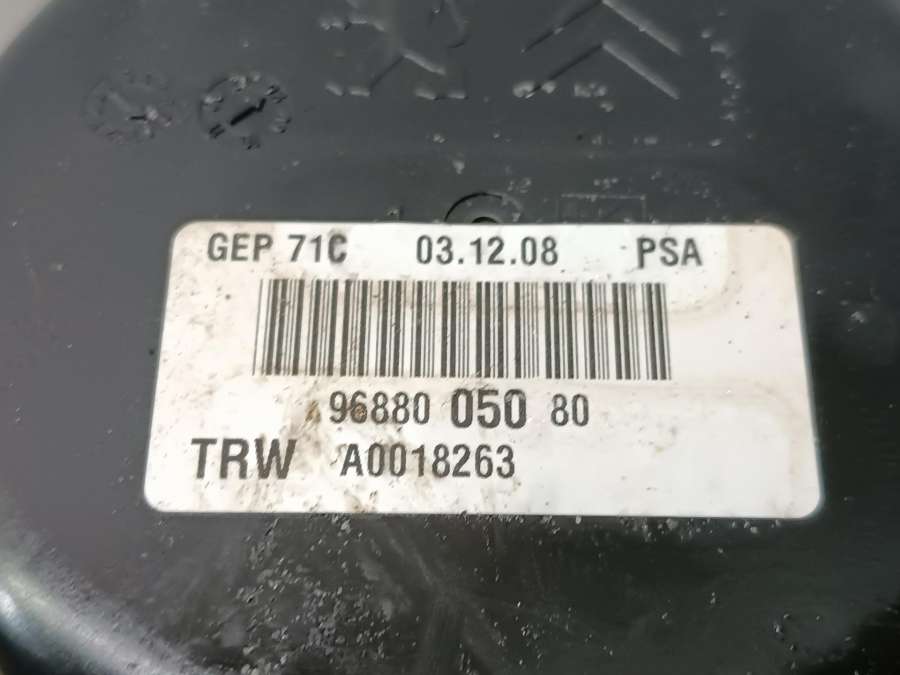 GEP 71C 03.12.08 PSA
96880 050 80
TRW A0018263